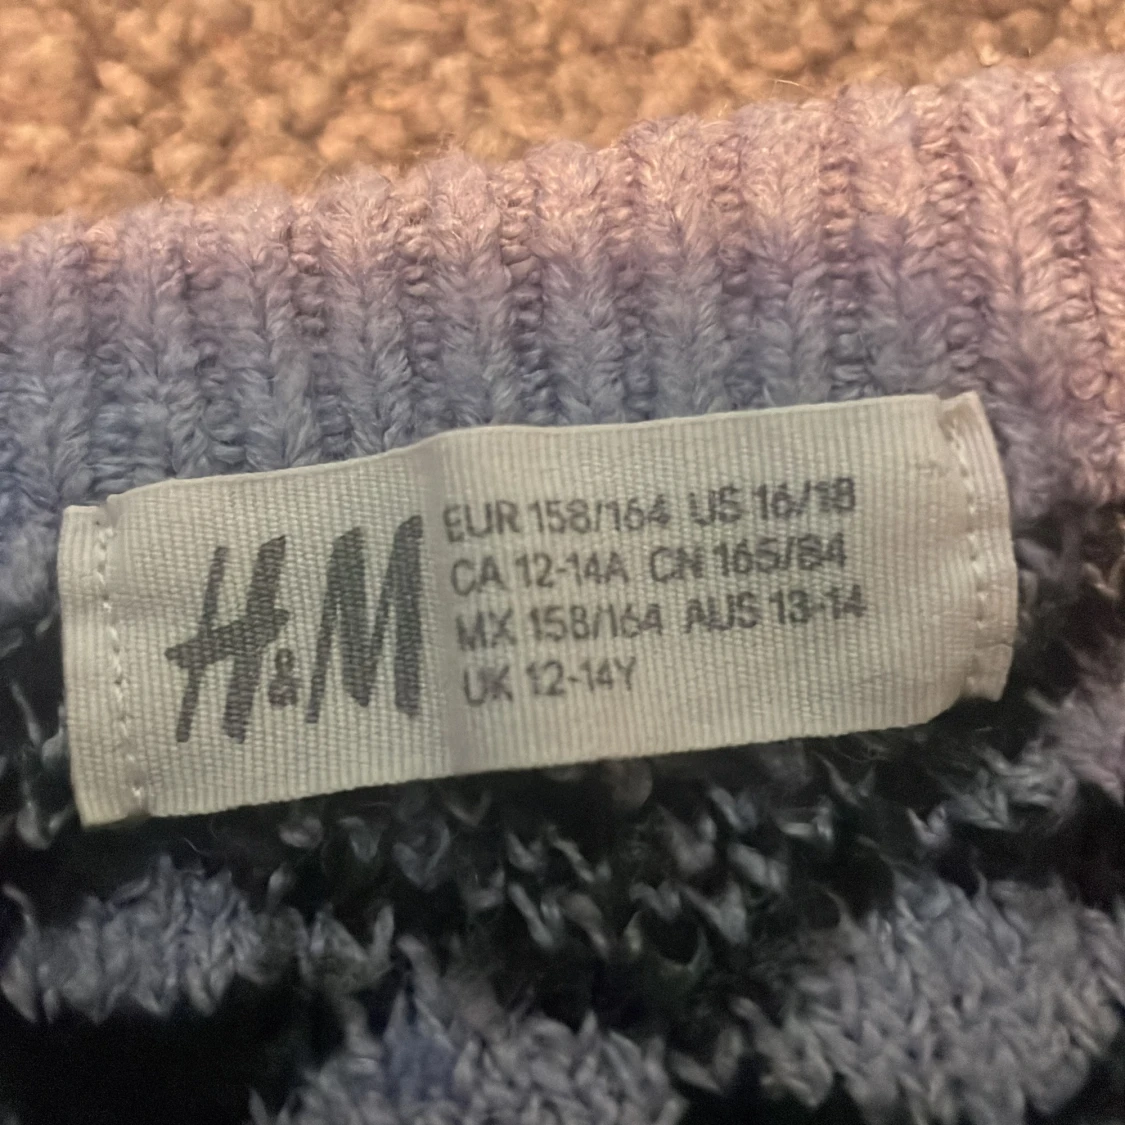 H&M
EUR 158/164 US 16/18
CA 12-14A CN 165/84
MX 158/164 AUS 13-14
UK 12-14Y